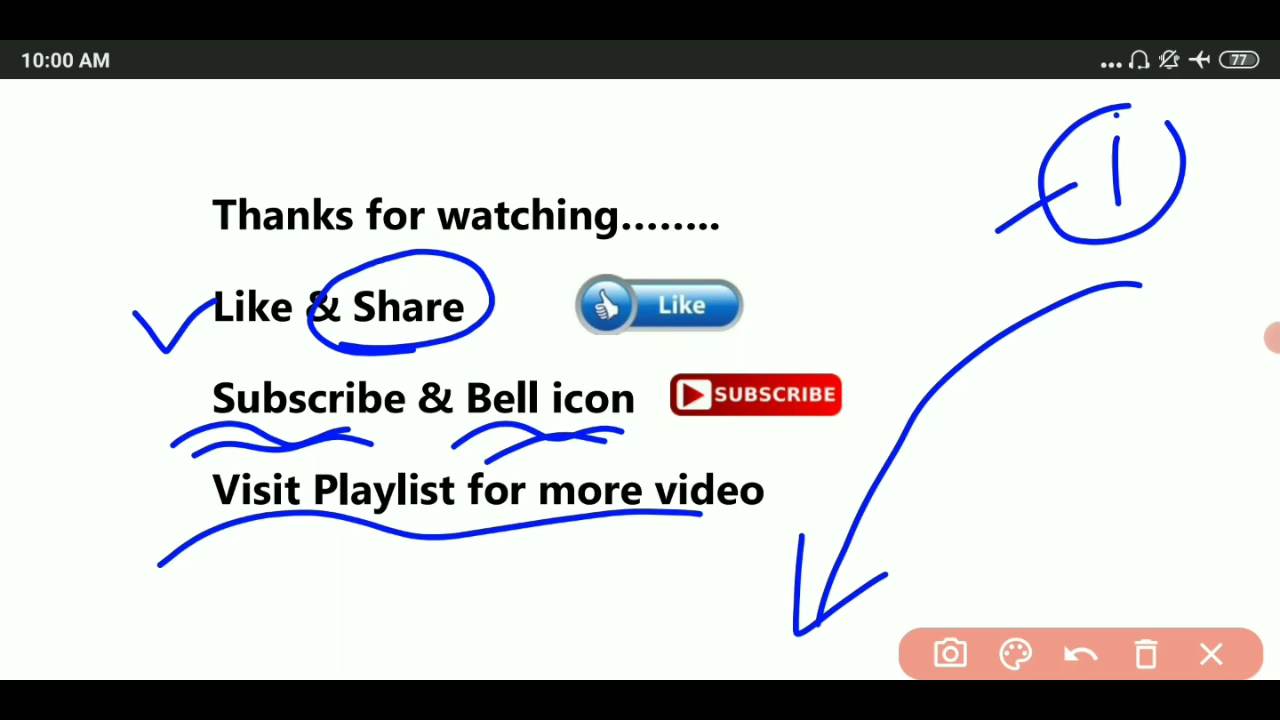 10:00 AM
77
i
Thanks for watching........
Like & Share
Like
Subscribe & Bell icon
SUBSCRIBE
Visit Playlist for more video